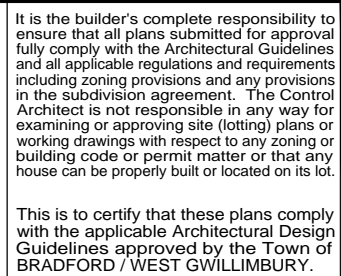 It is the builder's complete responsibility to
ensure that all plans submitted for approval
fully comply with the Architectural Guidelines
and all applicable regulations and requirements
including zoning provisions and any provisions
in the subdivision agreement. The Control
Architect is not responsible in any way for
examining or approving site (lotting) plans or
working drawings with respect to any zoning or
building code or permit matter or that any
house can be properly built or located on its lot.
This is to certify that these plans comply
with the applicable Architectural Design
Guidelines approved by the Town of
BRADFORD / WEST GWILLIMBURY.